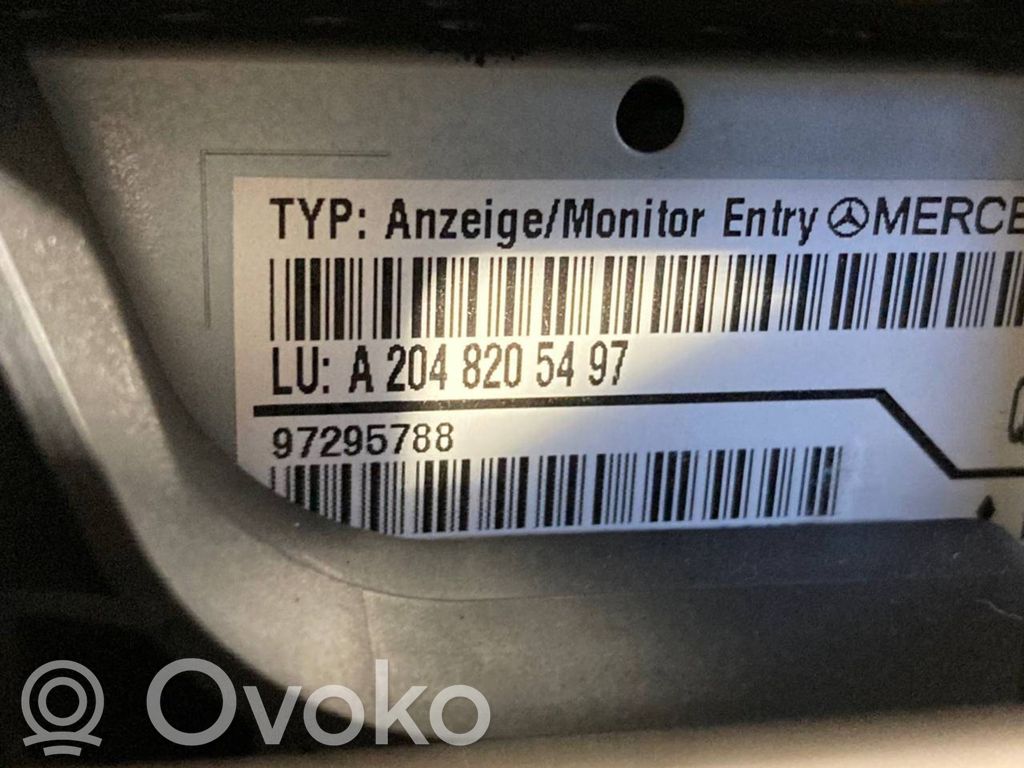 TYP: Anzeige/Monitor Entry MERCE
LU: A 204 820 54 97
97295788
Ovoko